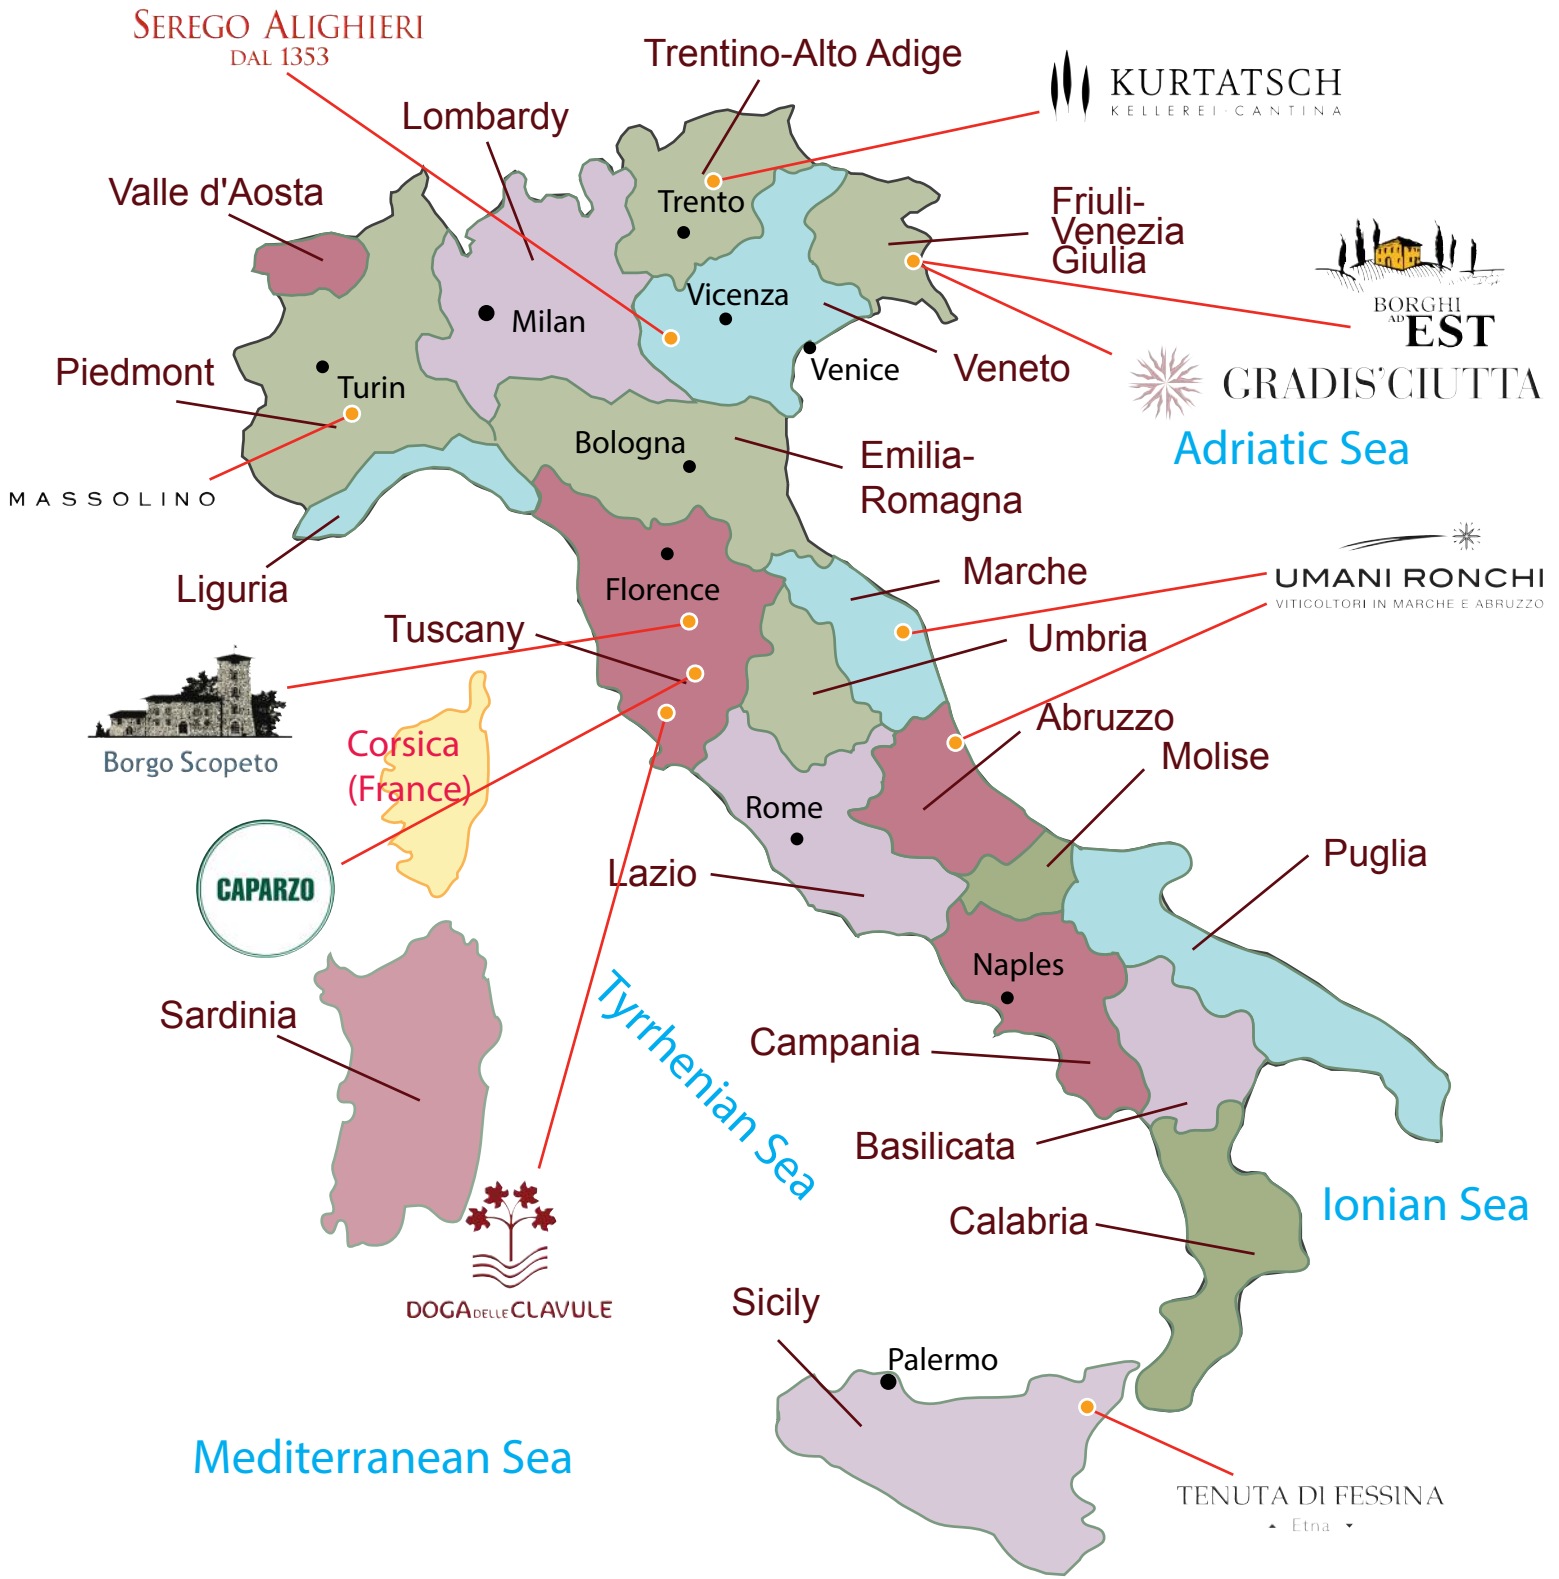 SEREGO ALIGHIERI
DAL 1353
Trentino-Alto Adige
KURTATSCH
KELLEREI·CANTINA
Lombardy
Valle d'Aosta
Trento
Friuli-
Venezia
Giulia
Vicenza
Milan
BORGHI
AD EST
Piedmont
Turin
Venice
Veneto
GRADIS'CIUTTA
Adriatic Sea
Bologna
Emilia-
Romagna
MASSOLINO
Liguria
Florence
Marche
UMANI RONCHI
VITICOLTORI IN MARCHE E ABRUZZO
Tuscany
Umbria
Abruzzo
Molise
Borgo Scopeto
Corsica
(France)
Rome
Lazio
Puglia
CAPARZO
Naples
Sardinia
Tyrrhenian Sea
Campania
Basilicata
Ionian Sea
Calabria
DOGA DELLE CLAVULE
Sicily
Palermo
Mediterranean Sea
TENUTA DI FESSINA
Etna